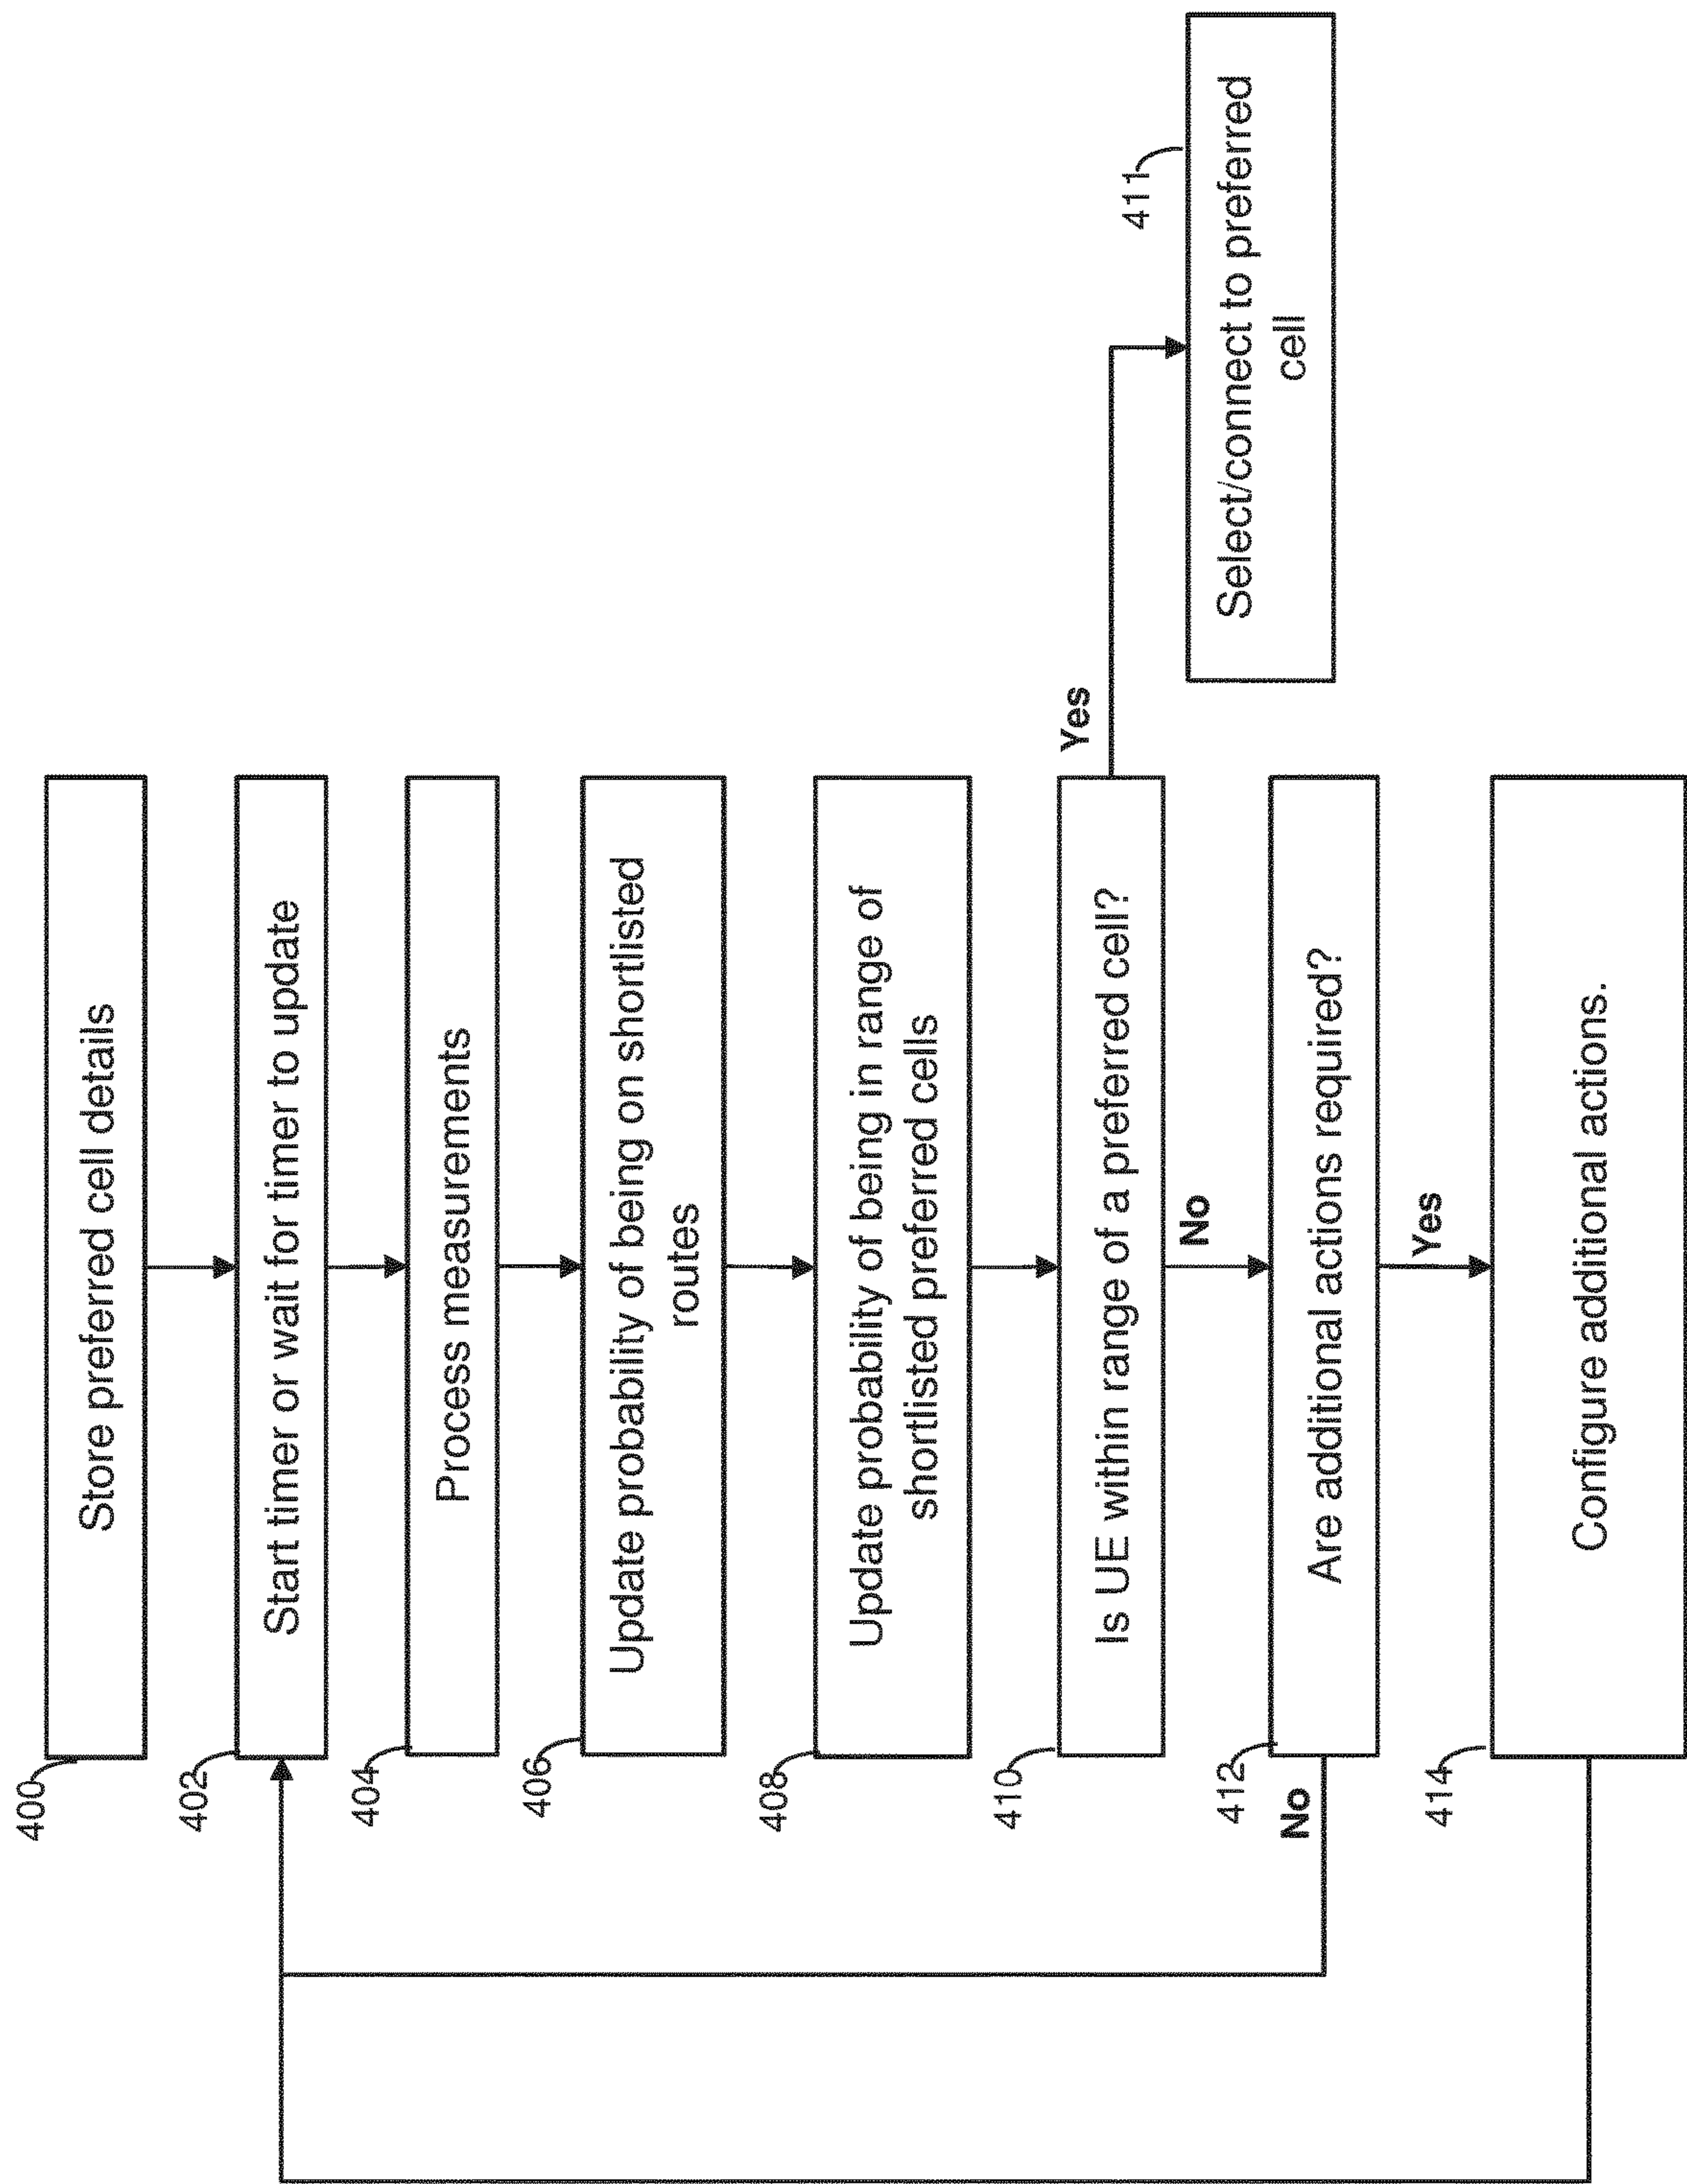 400
Store preferred cell details
402
Start timer or wait for timer to update
404
Process measurements
406
Update probability of being on shortlisted
routes
408
Update probability of being in range of
shortlisted preferred cells
410
Is UE within range of a preferred cell?
Yes
411
Select/connect to preferred
cell
No
412
Are additional actions required?
No
Yes
414
Configure additional actions.